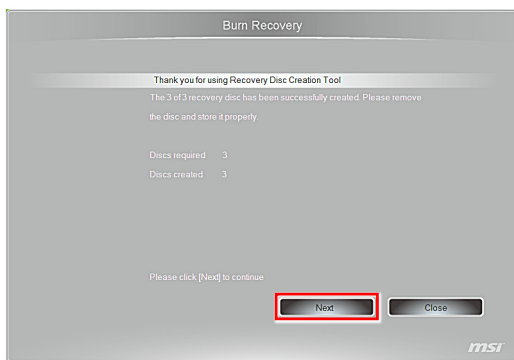 Burn Recovery
Thank you for using Recovery Disc Creation Tool
The 3 of 3 recovery disc has been successfully created. Please remove
the disc and store it properly.
Discs required 3
Discs created 3
Please click [Next] to continue
Next Close
msi